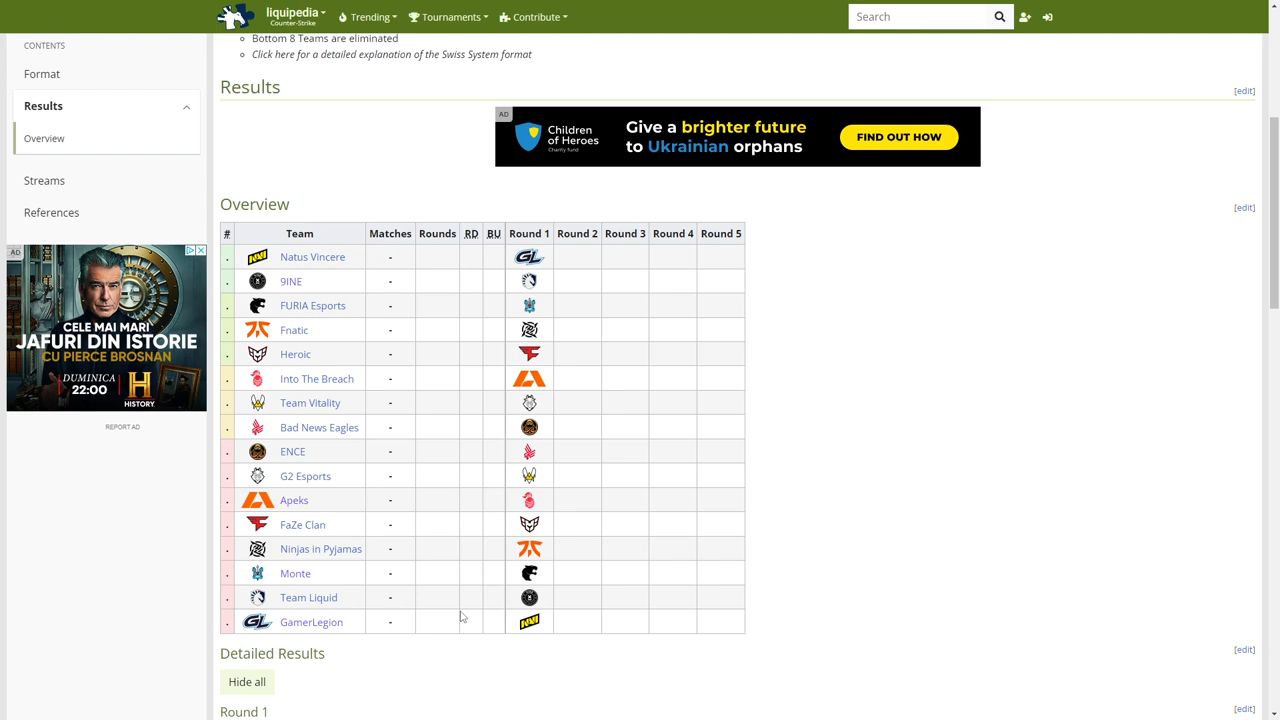 liquipedia
Counter-Strike
Trending
Tournaments
Contribute
Search
CONTENTS
Format
Results
Overview
Streams
References
AD
CELE MAI MARI
JAFURI DIN ISTORIE
CU PIERCE BROSNAN
DUMINICA
22:00
H
HISTORY.
REPORT AD
Bottom 8 Teams are eliminated
Click here for a detailed explanation of the Swiss System format
Results
[edit]
AD
Children
of Heroes
Charity fund
Give a brighter future
to Ukrainian orphans
FIND OUT HOW
Overview
[edit]
# Team Matches Rounds RD BU Round 1 Round 2 Round 3 Round 4 Round 5
. Natus Vincere - GL
. 9INE -
. FURIA Esports -
. Fnatic -
. Heroic -
. Into The Breach -
. Team Vitality -
. Bad News Eagles -
. ENCE -
. G2 Esports -
. Apeks -
. FaZe Clan -
. Ninjas in Pyjamas -
. Monte -
. Team Liquid -
. GL GamerLegion -
Detailed Results
[edit]
Hide all
Round 1
[edit]